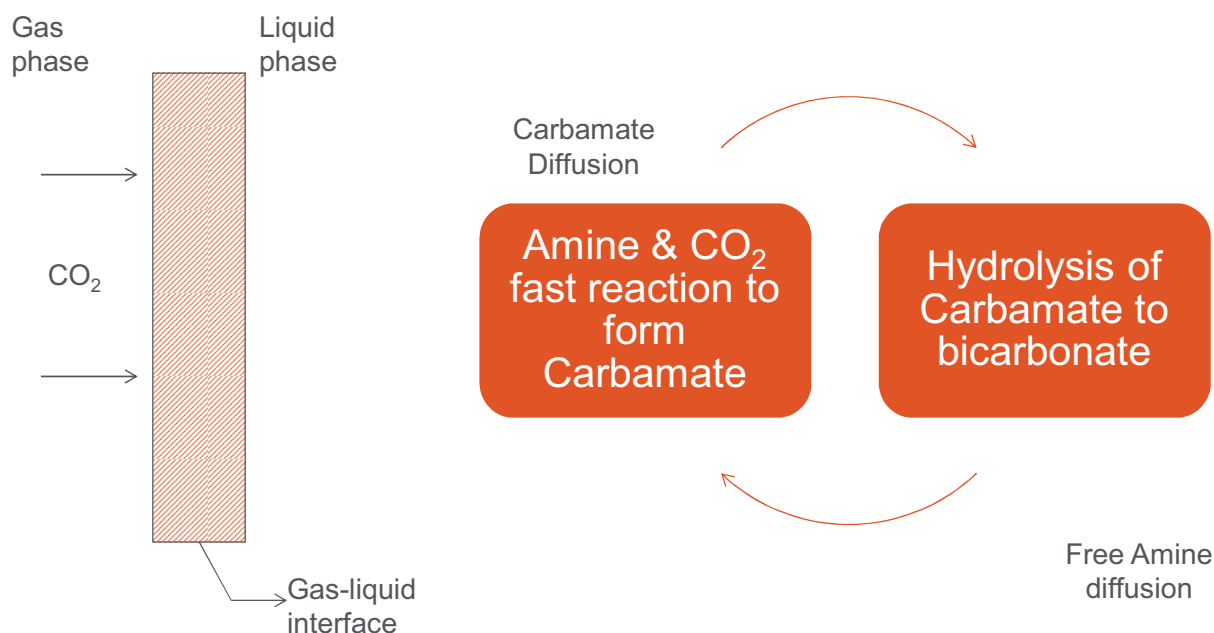 Gas
phase
Liquid
phase
CO₂
Gas-liquid
interface
Carbamate
Diffusion
Amine & CO₂
fast reaction to
form
Carbamate
Hydrolysis of
Carbamate to
bicarbonate
Free Amine
diffusion